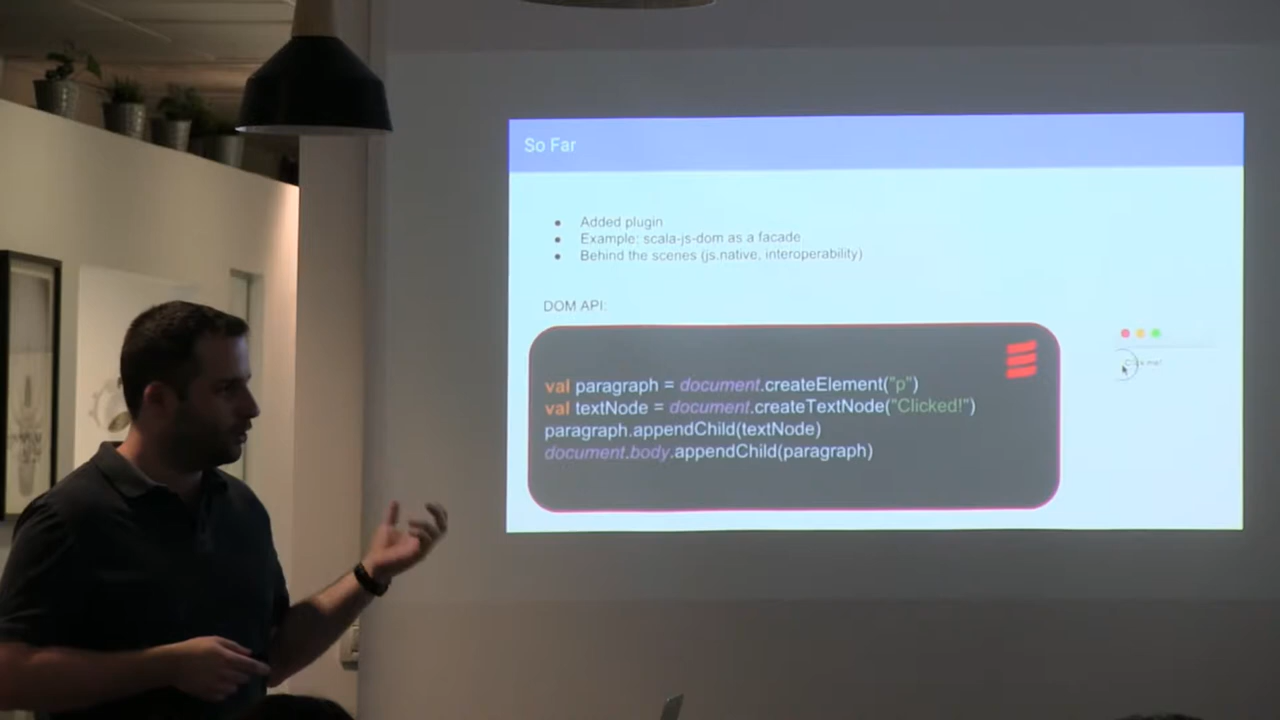 So Far
● Added plugin
● Example: scala-js-dom as a facade
● Behind the scenes (js.native, interoperability)
DOM API:
val paragraph = document.createElement("p")
val textNode = document.createTextNode("Clicked!")
paragraph.appendChild(textNode)
document.body.appendChild(paragraph)
me!